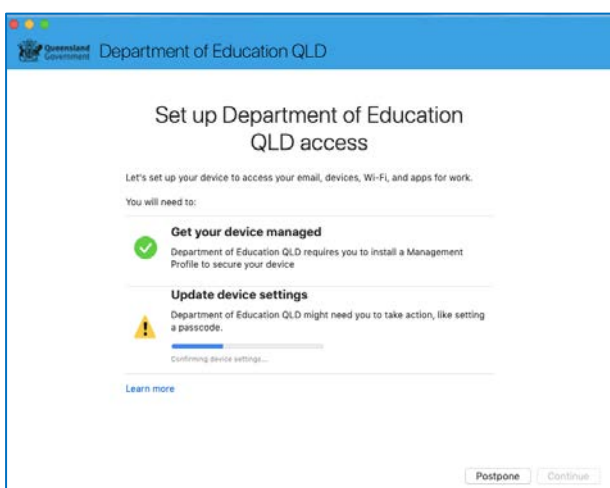 Queensland
Government
Department of Education QLD
Set up Department of Education
QLD access
Let's set up your device to access your email, devices, Wi-Fi, and apps for work.
You will need to:
Get your device managed
Department of Education QLD requires you to install a Management
Profile to secure your device
Update device settings
Department of Education QLD might need you to take action, like setting
a passcode.
Confirming device settings...
Learn more
Postpone
Continue